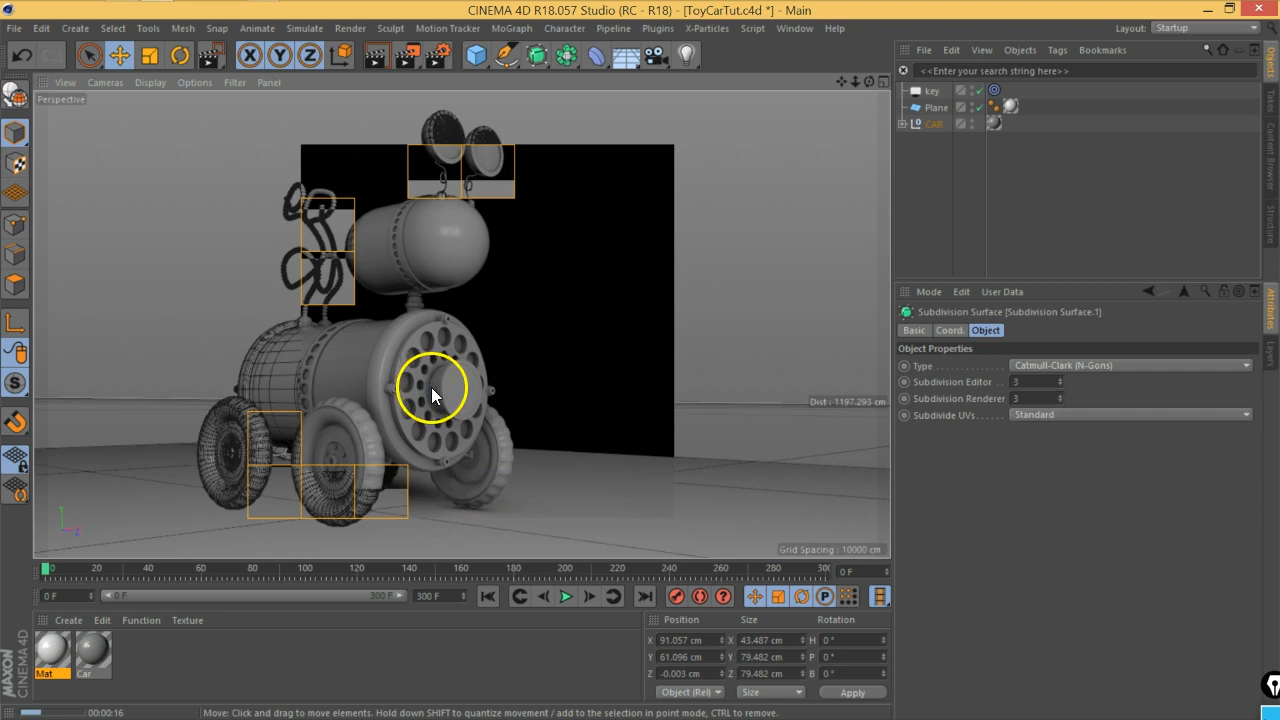 CINEMA 4D R18.057 Studio (RC - R18) - [ToyCarTut.c4d *] - Main
File Edit Create Select Tools Mesh Snap Animate Simulate Render Sculpt Motion Tracker MoGraph Character Pipeline Plugins X-Particles Script Window Help Layout: Startup
X Y Z
File Edit View Objects Tags Bookmarks
<<Enter your search string here>>
View Cameras Display Options Filter Panel
Perspective
key
Plane
CAR
Objects
Takes
Content Browser
Structure
Mode Edit User Data
Attributes
Layers
Subdivision Surface [Subdivision Surface.1]
Basic Coord. Object
Object Properties
Type Catmull-Clark (N-Gons)
Subdivision Editor 3
Subdivision Renderer 3
Subdivide UVs Standard
Dist : 1197.293 cm
Y
Z
Grid Spacing : 10000 cm
0 20 40 60 80 100 120 140 160 180 200 220 240 260 280 300 0 F
0 F 0 F 300 F 300 F
Create Edit Function Texture
Mat Car
Position Size Rotation
X 91.057 cm X 43.487 cm H 0 °
Y 61.096 cm Y 79.482 cm P 0 °
Z -0.003 cm Z 79.482 cm B 0 °
Object (Rel) Size Apply
MAXON CINEMA 4D
00:00:16 Move: Click and drag to move elements. Hold down SHIFT to quantize movement / add to the selection in point mode, CTRL to remove.